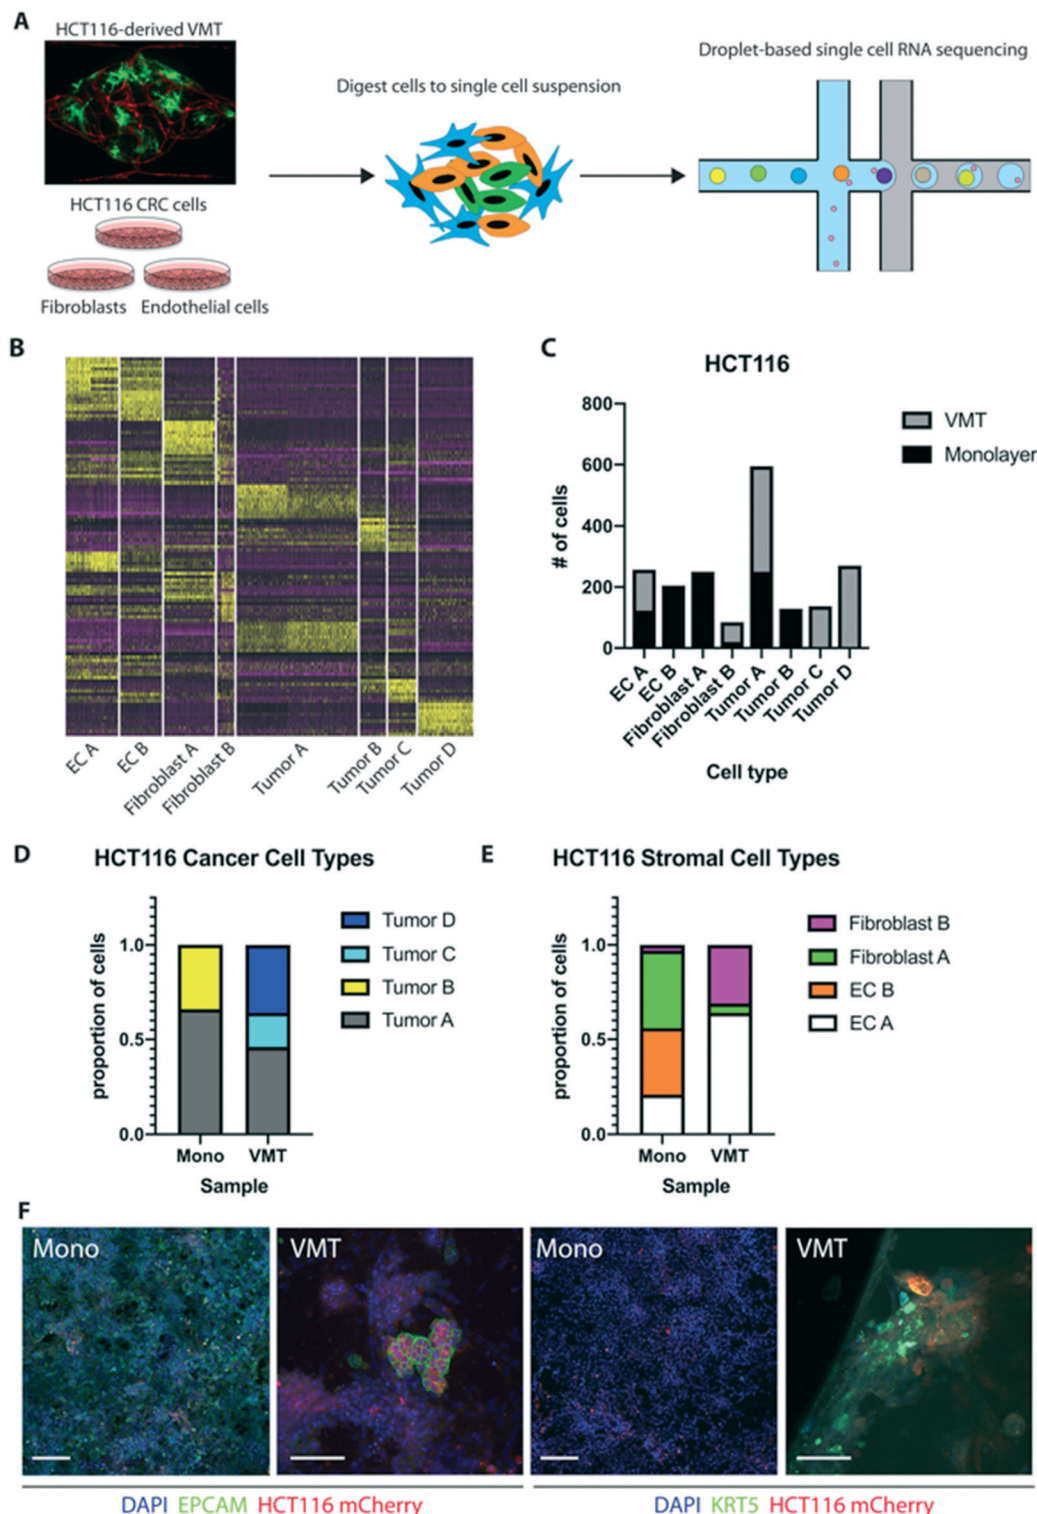 A
HCT116-derived VMT
Digest cells to single cell suspension
Droplet-based single cell RNA sequencing
HCT116 CRC cells
Fibroblasts
Endothelial cells
B
EC A
EC B
Fibroblast A
Fibroblast B
Tumor A
Tumor B
Tumor C
Tumor D
C
HCT116
# of cells
800
600
400
200
0
VMT
Monolayer
EC A
EC B
Fibroblast A
Fibroblast B
Tumor A
Tumor B
Tumor C
Tumor D
Cell type
D
HCT116 Cancer Cell Types
proportion of cells
1.0
0.5
0.0
Mono
VMT
Sample
Tumor D
Tumor C
Tumor B
Tumor A
E
HCT116 Stromal Cell Types
proportion of cells
1.0
0.5
0.0
Mono
VMT
Sample
Fibroblast B
Fibroblast A
EC B
EC A
F
Mono
VMT
Mono
VMT
DAPI EPCAM HCT116 mCherry
DAPI KRT5 HCT116 mCherry